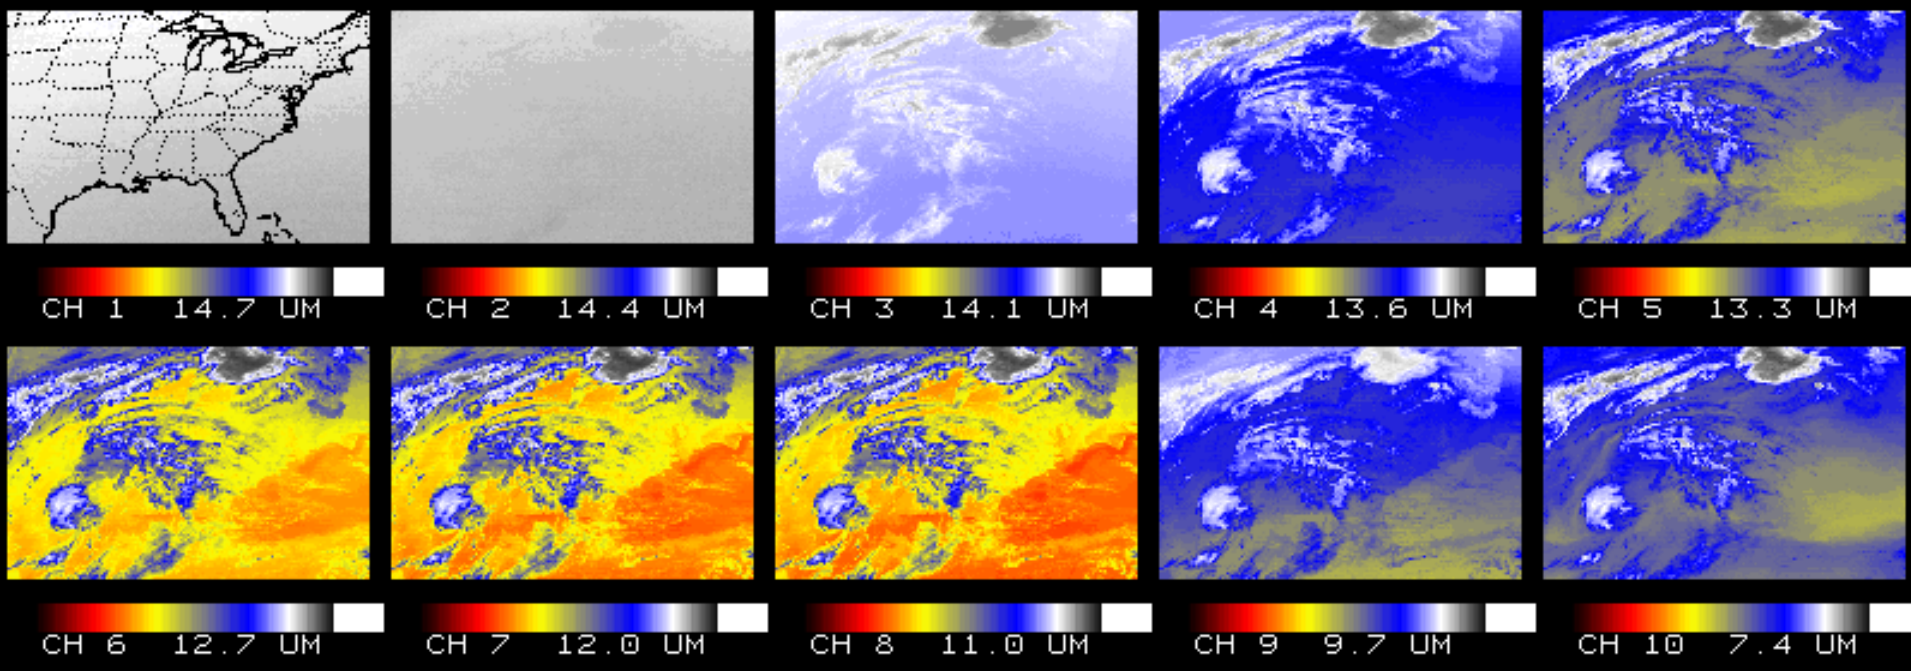 CH 1 14.7 UM
CH 2 14.4 UM
CH 3 14.1 UM
CH 4 13.6 UM
CH 5 13.3 UM
CH 6 12.7 UM
CH 7 12.0 UM
CH 8 11.0 UM
CH 9 9.7 UM
CH 10 7.4 UM